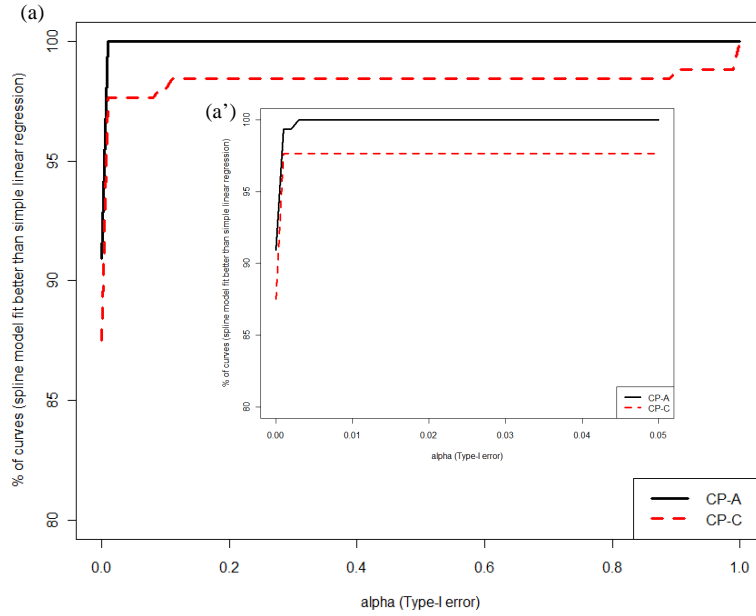 (a)
% of curves (spline model fit better than simple linear regression)
100
95
90
85
80
0.0 0.2 0.4 0.6 0.8 1.0
alpha (Type-I error)
CP-A
CP-C
(a')
% of curves (spline model fit better than simple linear regression)
100
95
90
85
80
0.00 0.01 0.02 0.03 0.04 0.05
alpha (Type-I error)
CP-A
CP-C